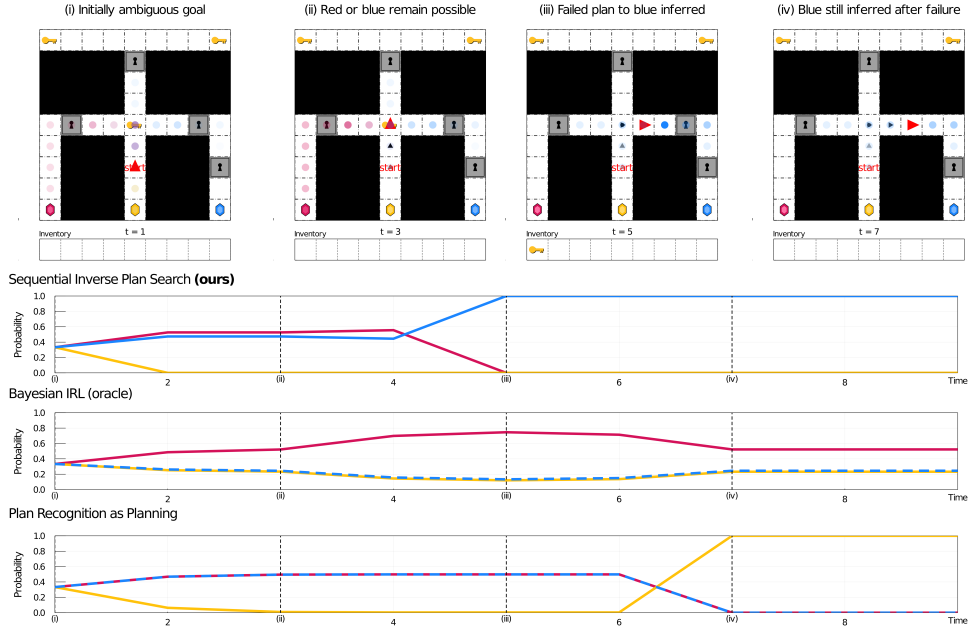 (i) Initially ambiguous goal
(ii) Red or blue remain possible
(iii) Failed plan to blue inferred
(iv) Blue still inferred after failure
start
start
start
start
Inventory t = 1
Inventory t = 3
Inventory t = 5
Inventory t = 7
Sequential Inverse Plan Search (ours)
Probability
1.0
0.8
0.6
0.4
0.2
0.0
(i) 2 (ii) 4 (iii) 6 (iv) 8 Time
Bayesian IRL (oracle)
Probability
1.0
0.8
0.6
0.4
0.2
0.0
(i) 2 (ii) 4 (iii) 6 (iv) 8 Time
Plan Recognition as Planning
Probability
1.0
0.8
0.6
0.4
0.2
0.0
(i) 2 (ii) 4 (iii) 6 (iv) 8 Time